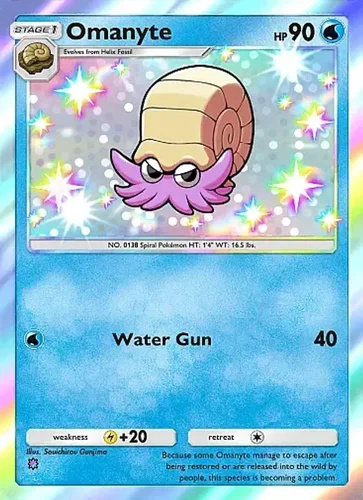 STAGE 1 Omanyte HP 90
Evolves from Helix Fossil
NO. 0138 Spiral Pokémon HT: 1'4" WT: 16.5 lbs.
Water Gun 40
weakness +20 retreat
Illus. Souichirou Gunjima
Because some Omanyte manage to escape after
being restored or are released into the wild by
people, this species is becoming a problem.